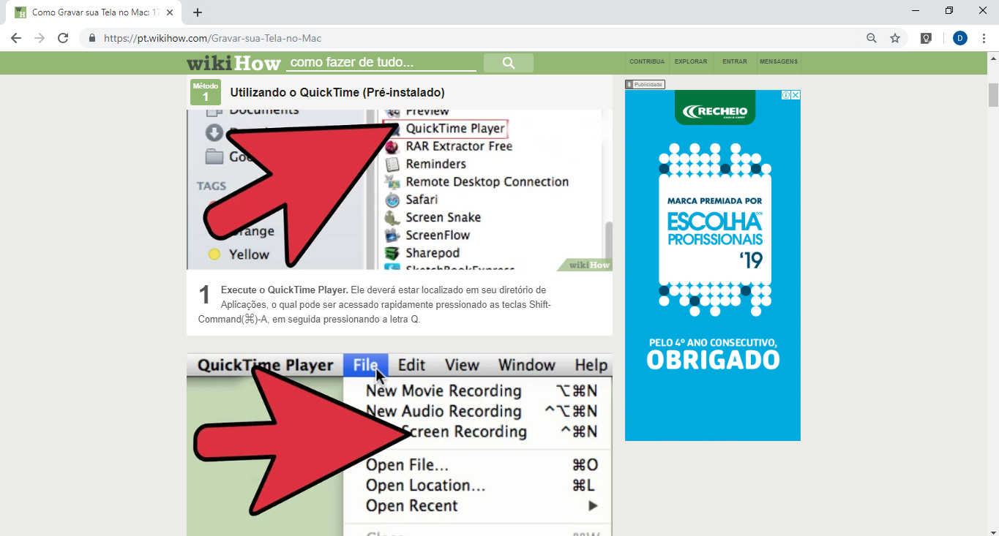 Como Gravar sua Tela no Mac: 17
https://pt.wikihow.com/Gravar-sua-Tela-no-Mac
D
wikiHow
como fazer de tudo...
CONTRIBUA
EXPLORAR
ENTRAR
MENSAGENS
Método
1
Utilizando o QuickTime (Pré-instalado)
Documents
TAGS
Yellow
Preview
QuickTime Player
RAR Extractor Free
Reminders
Remote Desktop Connection
Safari
Screen Snake
ScreenFlow
Sharepod
SketchBookExpress
wikiHow
1 Execute o QuickTime Player. Ele deverá estar localizado em seu diretório de
Aplicações, o qual pode ser acessado rapidamente pressionado as teclas Shift-
Command(⌘)-A, em seguida pressionando a letra Q.
QuickTime Player File Edit View Window Help
New Movie Recording ⌥⌘N
New Audio Recording ^⌥⌘N
Screen Recording ^⌘N
Open File... ⌘O
Open Location... ⌘L
Open Recent
Publicidade
RECHEIO
CASH & CARRY
MARCA PREMIADA POR
ESCOLHA DOS
PROFISSIONAIS
'19
PELO 4º ANO CONSECUTIVO,
OBRIGADO